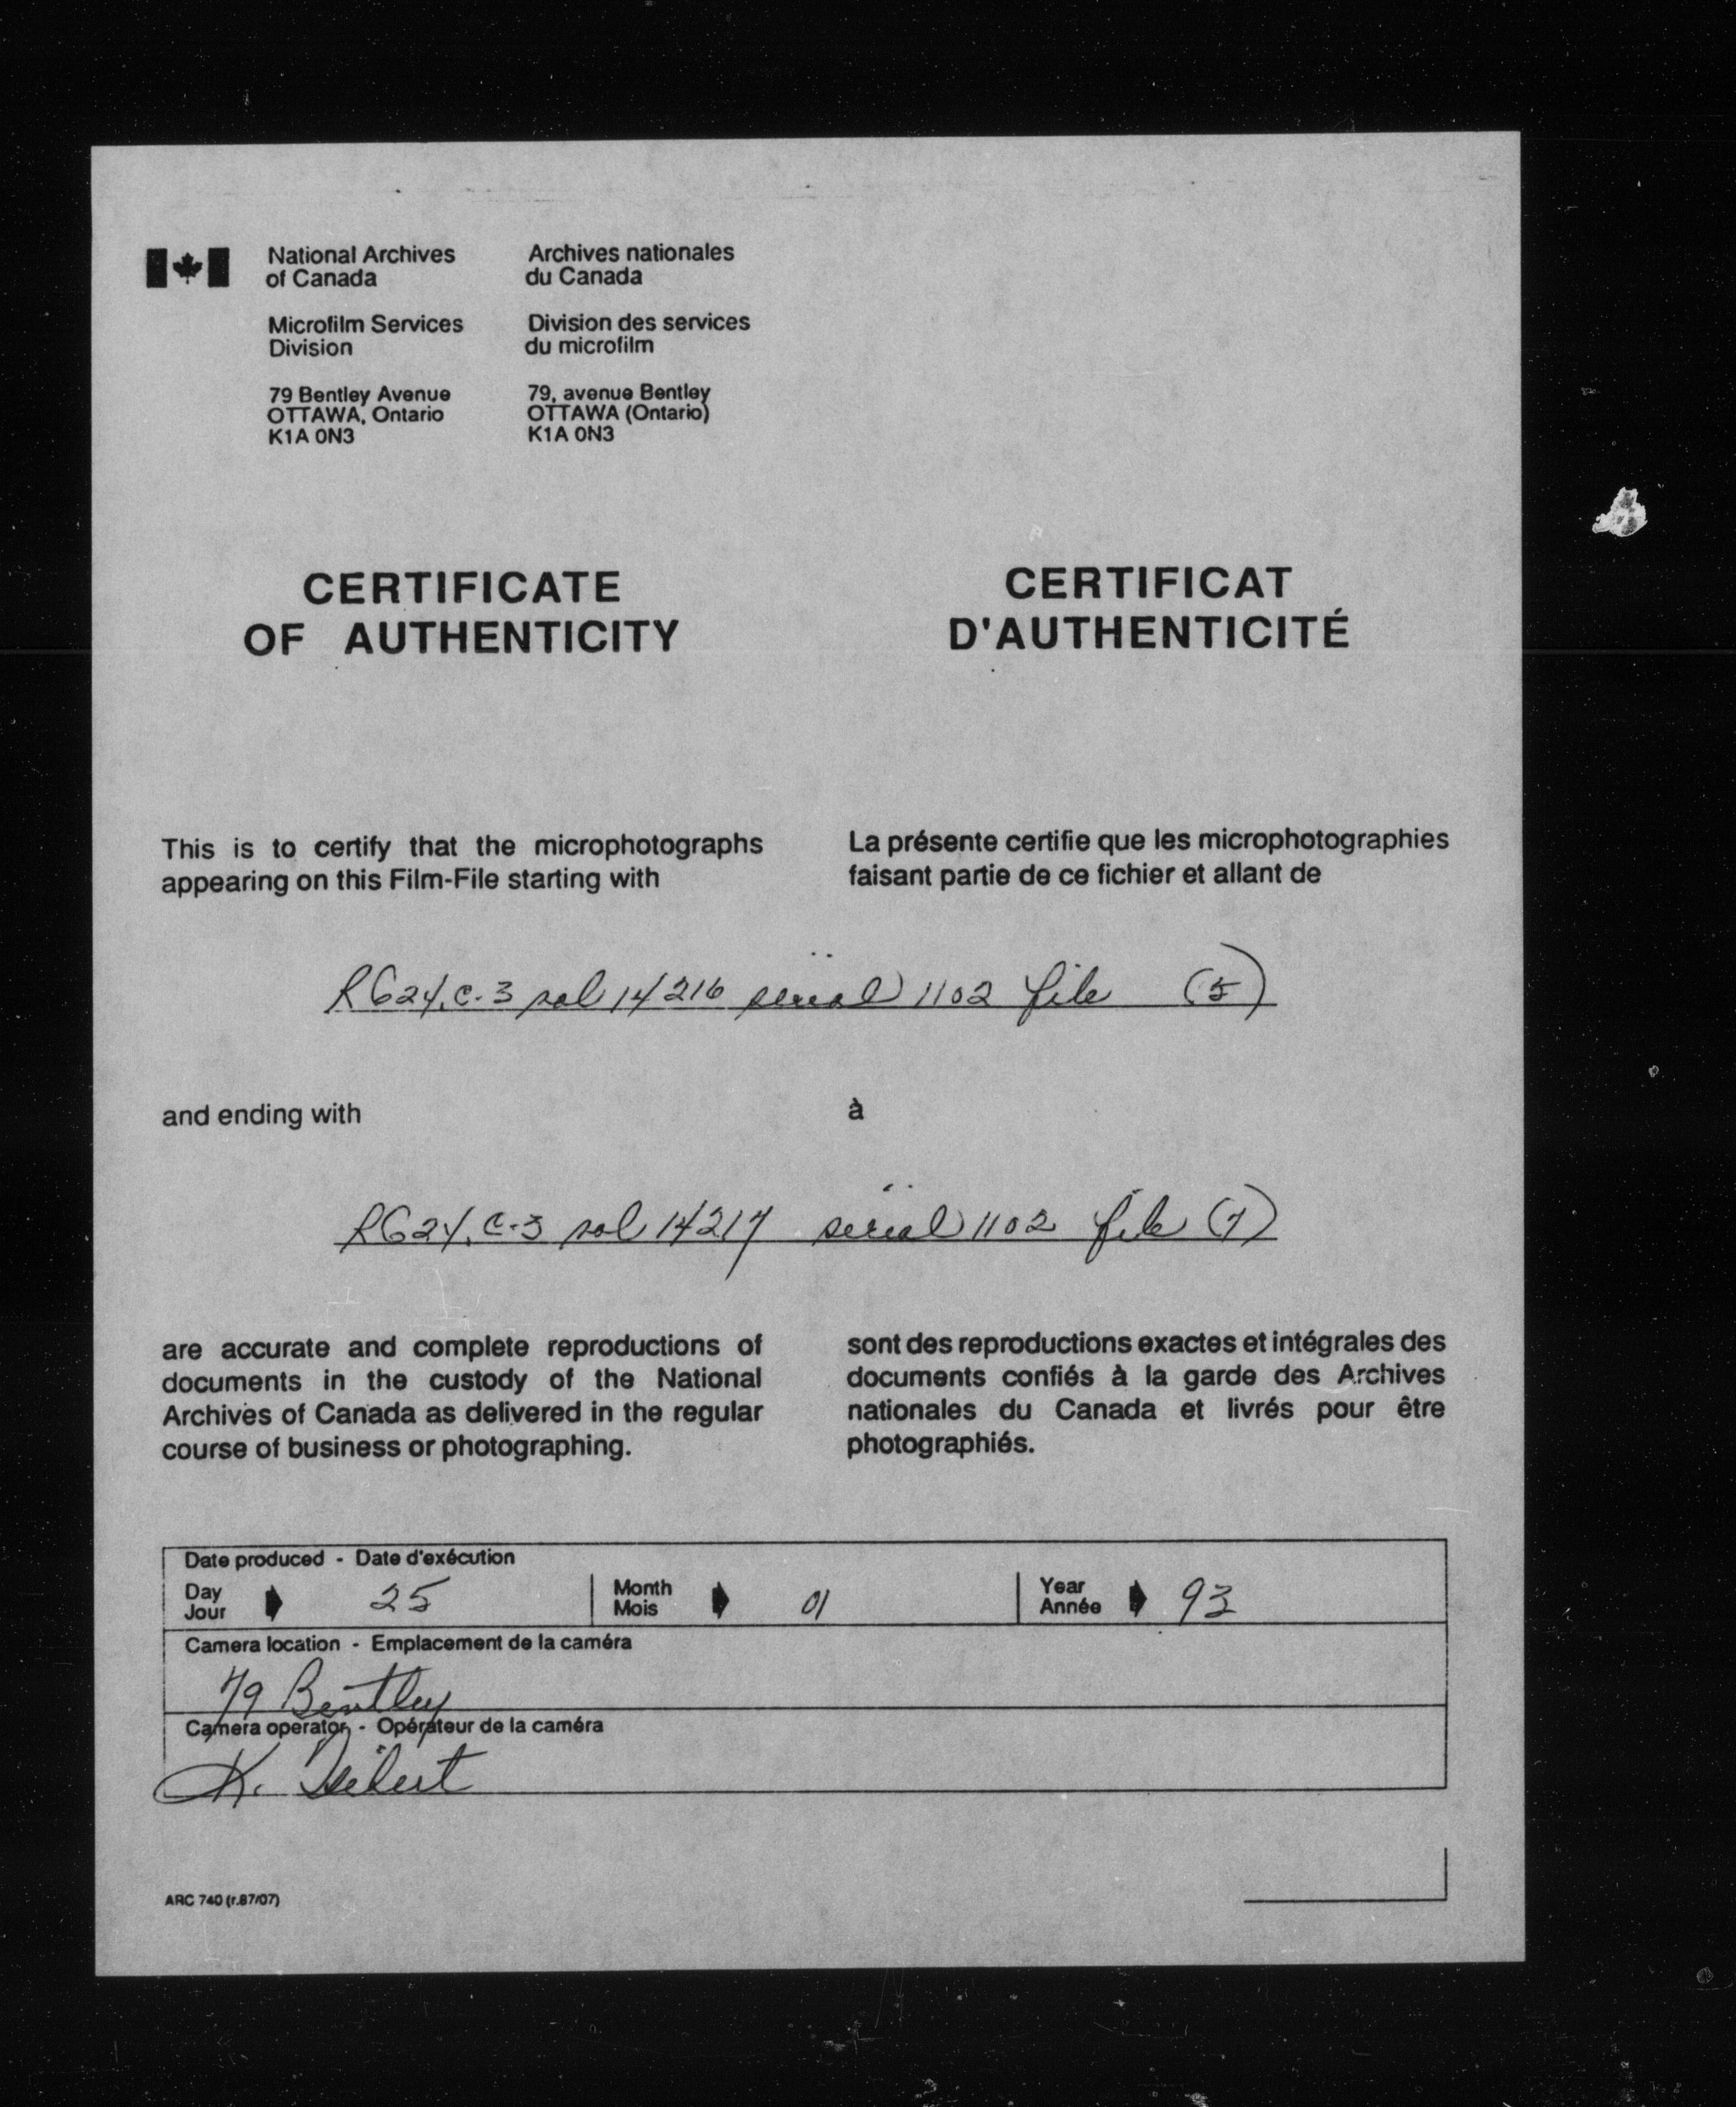 National Archives
of Canada
Archives nationales
du Canada
Microfilm Services
Division
Division des services
du microfilm
79 Bentley Avenue
OTTAWA, Ontario
K1A 0N3
79, avenue Bentley
OTTAWA (Ontario)
K1A 0N3
CERTIFICATE
OF AUTHENTICITY
CERTIFICAT
D'AUTHENTICITÉ
This is to certify that the microphotographs
appearing on this Film-File starting with
La présente certifie que les microphotographies
faisant partie de ce fichier et allant de
RG24, C-3 vol 14216 serial 1102 file (5)
and ending with
à
RG24, C-3 vol 14217 serial 1102 file (7)
are accurate and complete reproductions of
documents in the custody of the National
Archives of Canada as delivered in the regular
course of business or photographing.
sont des reproductions exactes et intégrales des
documents confiés à la garde des Archives
nationales du Canada et livrés pour être
photographiés.
Date produced - Date d'exécution
Day
Jour
25
Month
Mois
01
Year
Année
93
Camera location - Emplacement de la caméra
79 Bentley
Camera operator - Opérateur de la caméra
K.
ARC 740 (r.87/07)